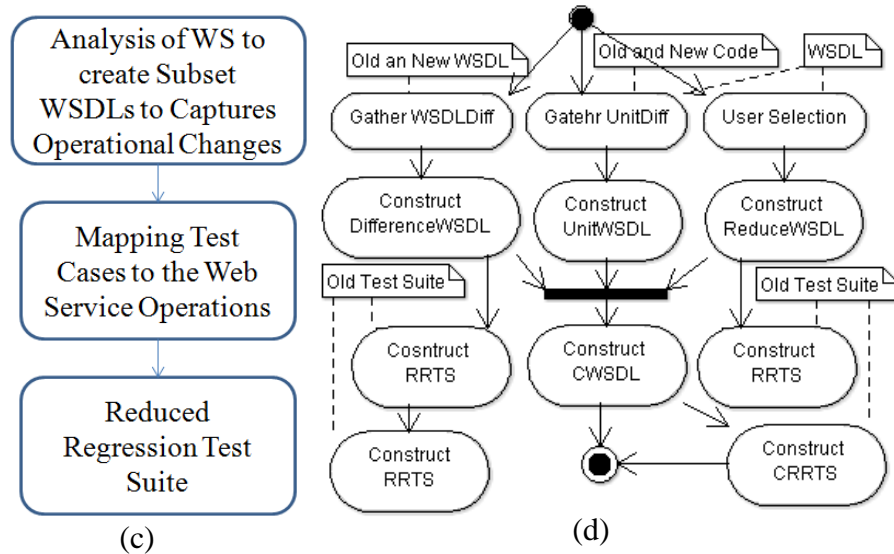 Analysis of WS to
create Subset
WSDLs to Captures
Operational Changes
Mapping Test
Cases to the Web
Service Operations
Reduced
Regression Test
Suite
(c)
Old an New WSDL
Old and New Code
WSDL
Gather WSDLDiff
Gatehr UnitDiff
User Selection
Construct
DifferenceWSDL
Construct
UnitWSDL
Construct
ReduceWSDL
Old Test Suite
Old Test Suite
Cosntruct
RRTS
Construct
CWSDL
Construct
RRTS
Construct
RRTS
Construct
CRRTS
(d)